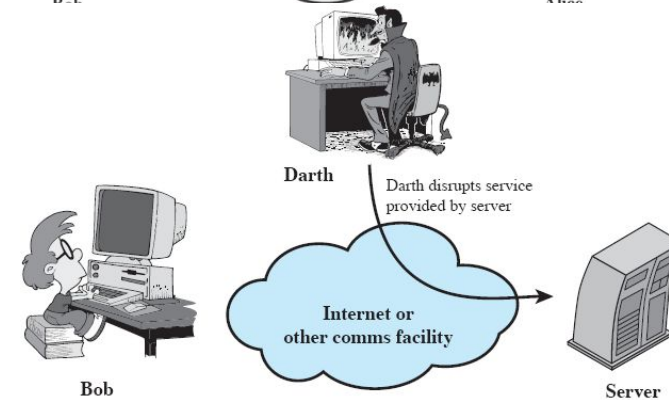 Darth
Darth disrupts service
provided by server
Internet or
other comms facility
Bob
Server